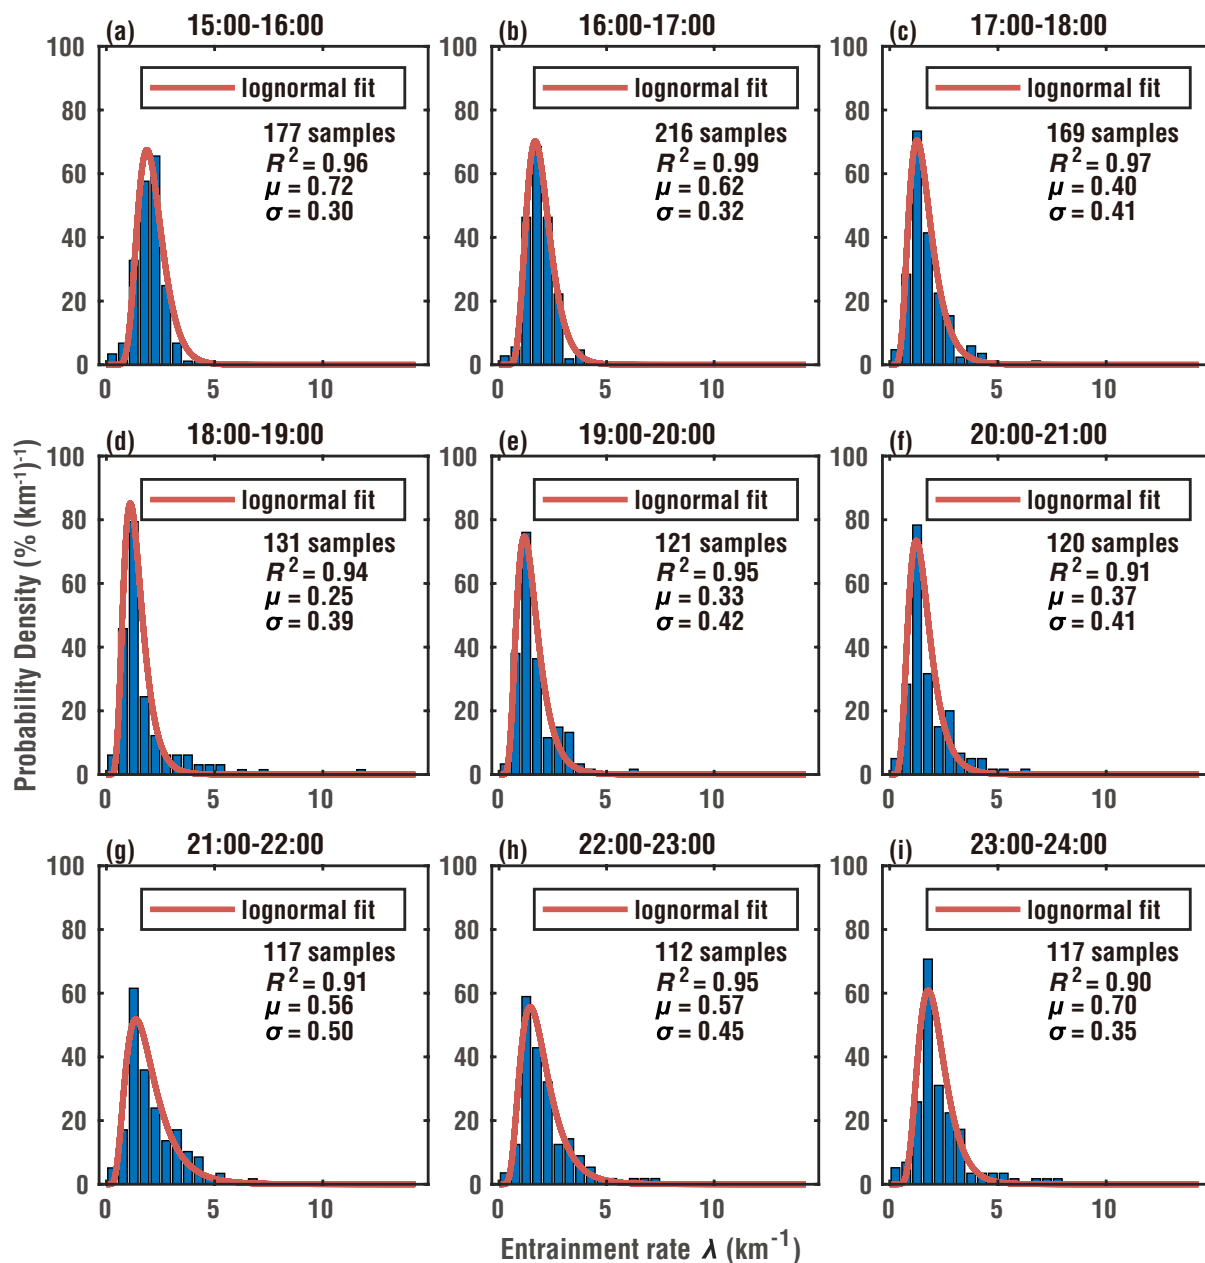 (a) 15:00-16:00
100
80
60
40
20
0
0 5 10
lognormal fit
177 samples
R² = 0.96
μ = 0.72
σ = 0.30
(b) 16:00-17:00
100
80
60
40
20
0
0 5 10
lognormal fit
216 samples
R² = 0.99
μ = 0.62
σ = 0.32
(c) 17:00-18:00
100
80
60
40
20
0
0 5 10
lognormal fit
169 samples
R² = 0.97
μ = 0.40
σ = 0.41
Probability Density (% (km⁻¹)⁻¹)
(d) 18:00-19:00
100
80
60
40
20
0
0 5 10
lognormal fit
131 samples
R² = 0.94
μ = 0.25
σ = 0.39
(e) 19:00-20:00
100
80
60
40
20
0
0 5 10
lognormal fit
121 samples
R² = 0.95
μ = 0.33
σ = 0.42
(f) 20:00-21:00
100
80
60
40
20
0
0 5 10
lognormal fit
120 samples
R² = 0.91
μ = 0.37
σ = 0.41
(g) 21:00-22:00
100
80
60
40
20
0
0 5 10
lognormal fit
117 samples
R² = 0.91
μ = 0.56
σ = 0.50
(h) 22:00-23:00
100
80
60
40
20
0
0 5 10
lognormal fit
112 samples
R² = 0.95
μ = 0.57
σ = 0.45
(i) 23:00-24:00
100
80
60
40
20
0
0 5 10
lognormal fit
117 samples
R² = 0.90
μ = 0.70
σ = 0.35
Entrainment rate λ (km⁻¹)